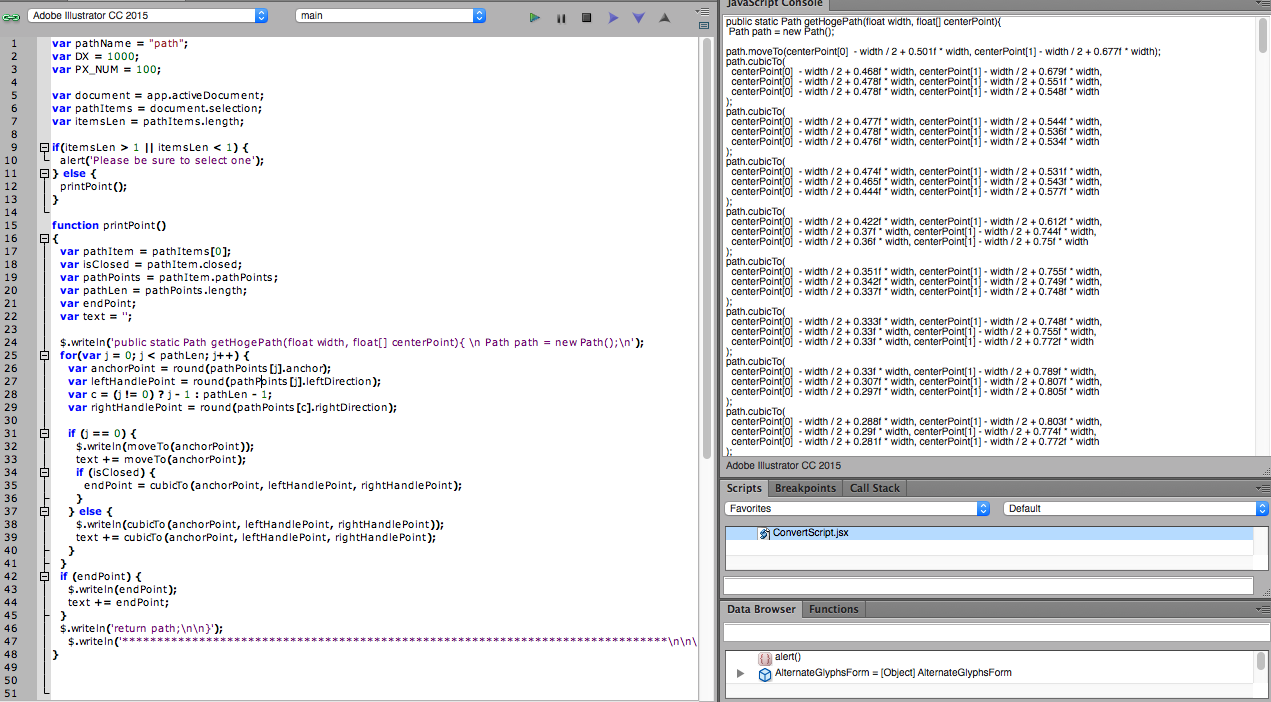 Adobe Illustrator CC 2015
main
1 var pathName = "path";
2 var DX = 1000;
3 var PX_NUM = 100;
4
5 var document = app.activeDocument;
6 var pathItems = document.selection;
7 var itemsLen = pathItems.length;
8
9 if(itemsLen > 1 || itemsLen < 1) {
10 alert('Please be sure to select one');
11 } else {
12 printPoint();
13 }
14
15 function printPoint()
16 {
17 var pathItem = pathItems[0];
18 var isClosed = pathItem.closed;
19 var pathPoints = pathItem.pathPoints;
20 var pathLen = pathPoints.length;
21 var endPoint;
22 var text = '';
23
24 $.writeln('public static Path getHogePath(float width, float[] centerPoint){ \n Path path = new Path();\n');
25 for(var j = 0; j < pathLen; j++) {
26 var anchorPoint = round(pathPoints[j].anchor);
27 var leftHandlePoint = round(pathPoints[j].leftDirection);
28 var c = (j != 0) ? j - 1 : pathLen - 1;
29 var rightHandlePoint = round(pathPoints[c].rightDirection);
30
31 if (j == 0) {
32 $.writeln(moveTo(anchorPoint));
33 text += moveTo(anchorPoint);
34 if (isClosed) {
35 endPoint = cubicTo(anchorPoint, leftHandlePoint, rightHandlePoint);
36 }
37 } else {
38 $.writeln(cubicTo(anchorPoint, leftHandlePoint, rightHandlePoint));
39 text += cubicTo(anchorPoint, leftHandlePoint, rightHandlePoint);
40 }
41 }
42 if (endPoint) {
43 $.writeln(endPoint);
44 text += endPoint;
45 }
46 $.writeln('return path;\n\n}');
47 $.writeln('******************************************************************************\n\n\
48 }
49
50
51
JavaScript Console
public static Path getHogePath(float width, float[] centerPoint){
Path path = new Path();
path.moveTo(centerPoint[0] - width / 2 + 0.501f * width, centerPoint[1] - width / 2 + 0.677f * width);
path.cubicTo(
centerPoint[0] - width / 2 + 0.468f * width, centerPoint[1] - width / 2 + 0.679f * width,
centerPoint[0] - width / 2 + 0.478f * width, centerPoint[1] - width / 2 + 0.551f * width,
centerPoint[0] - width / 2 + 0.478f * width, centerPoint[1] - width / 2 + 0.548f * width
);
path.cubicTo(
centerPoint[0] - width / 2 + 0.477f * width, centerPoint[1] - width / 2 + 0.544f * width,
centerPoint[0] - width / 2 + 0.478f * width, centerPoint[1] - width / 2 + 0.536f * width,
centerPoint[0] - width / 2 + 0.476f * width, centerPoint[1] - width / 2 + 0.534f * width
);
path.cubicTo(
centerPoint[0] - width / 2 + 0.474f * width, centerPoint[1] - width / 2 + 0.531f * width,
centerPoint[0] - width / 2 + 0.465f * width, centerPoint[1] - width / 2 + 0.543f * width,
centerPoint[0] - width / 2 + 0.444f * width, centerPoint[1] - width / 2 + 0.577f * width
);
path.cubicTo(
centerPoint[0] - width / 2 + 0.422f * width, centerPoint[1] - width / 2 + 0.612f * width,
centerPoint[0] - width / 2 + 0.37f * width, centerPoint[1] - width / 2 + 0.744f * width,
centerPoint[0] - width / 2 + 0.36f * width, centerPoint[1] - width / 2 + 0.75f * width
);
path.cubicTo(
centerPoint[0] - width / 2 + 0.351f * width, centerPoint[1] - width / 2 + 0.755f * width,
centerPoint[0] - width / 2 + 0.342f * width, centerPoint[1] - width / 2 + 0.749f * width,
centerPoint[0] - width / 2 + 0.337f * width, centerPoint[1] - width / 2 + 0.748f * width
);
path.cubicTo(
centerPoint[0] - width / 2 + 0.333f * width, centerPoint[1] - width / 2 + 0.748f * width,
centerPoint[0] - width / 2 + 0.33f * width, centerPoint[1] - width / 2 + 0.755f * width,
centerPoint[0] - width / 2 + 0.33f * width, centerPoint[1] - width / 2 + 0.772f * width
);
path.cubicTo(
centerPoint[0] - width / 2 + 0.33f * width, centerPoint[1] - width / 2 + 0.789f * width,
centerPoint[0] - width / 2 + 0.307f * width, centerPoint[1] - width / 2 + 0.807f * width,
centerPoint[0] - width / 2 + 0.297f * width, centerPoint[1] - width / 2 + 0.805f * width
);
path.cubicTo(
centerPoint[0] - width / 2 + 0.288f * width, centerPoint[1] - width / 2 + 0.803f * width,
centerPoint[0] - width / 2 + 0.29f * width, centerPoint[1] - width / 2 + 0.774f * width,
centerPoint[0] - width / 2 + 0.281f * width, centerPoint[1] - width / 2 + 0.772f * width
);
Adobe Illustrator CC 2015
Scripts Breakpoints Call Stack
Favorites Default
ConvertScript.jsx
Data Browser Functions
alert()
AlternateGlyphsForm = [Object] AlternateGlyphsForm